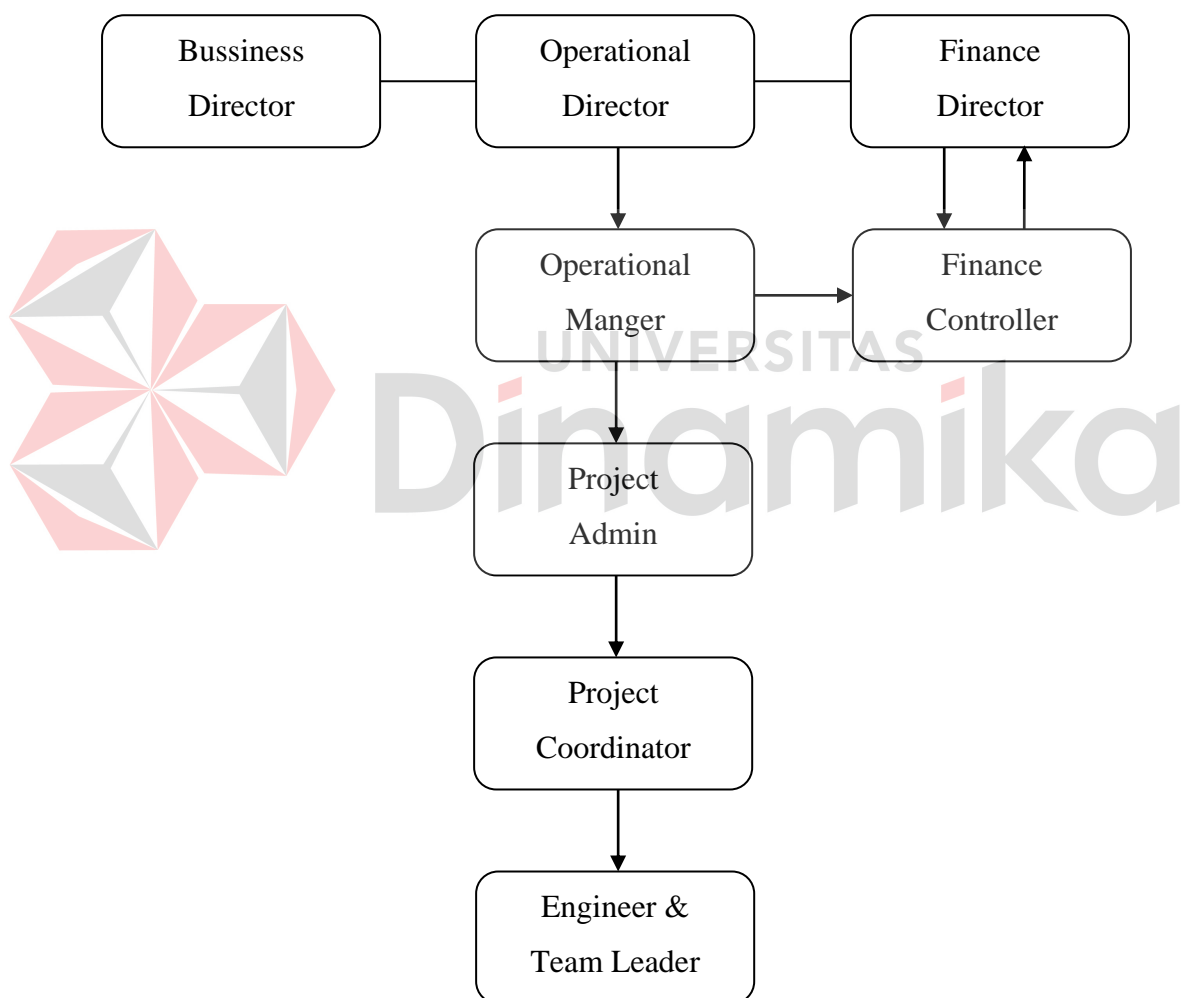 Bussiness
Director
Operational
Director
Finance
Director
Operational
Manger
Finance
Controller
UNIVERSITAS
Dinamika
Project
Admin
Project
Coordinator
Engineer &
Team Leader